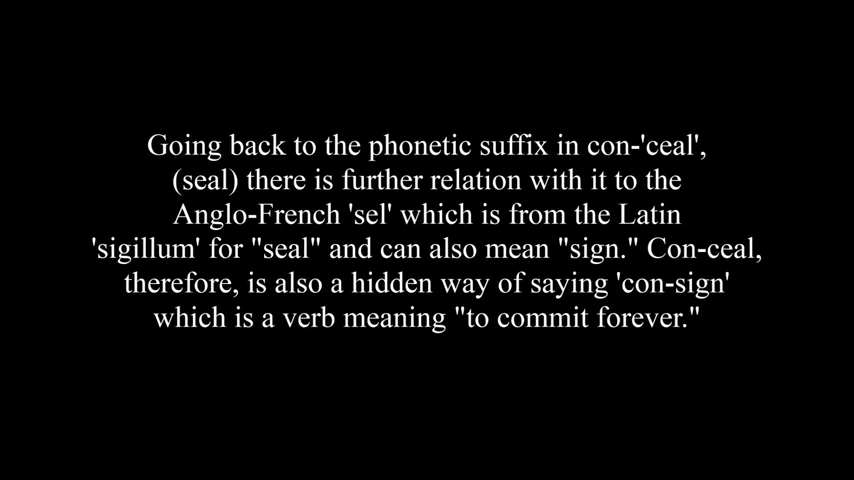 Going back to the phonetic suffix in con-'ceal',
(seal) there is further relation with it to the
Anglo-French 'sel' which is from the Latin
'sigillum' for "seal" and can also mean "sign." Con-ceal,
therefore, is also a hidden way of saying 'con-sign'
which is a verb meaning "to commit forever."